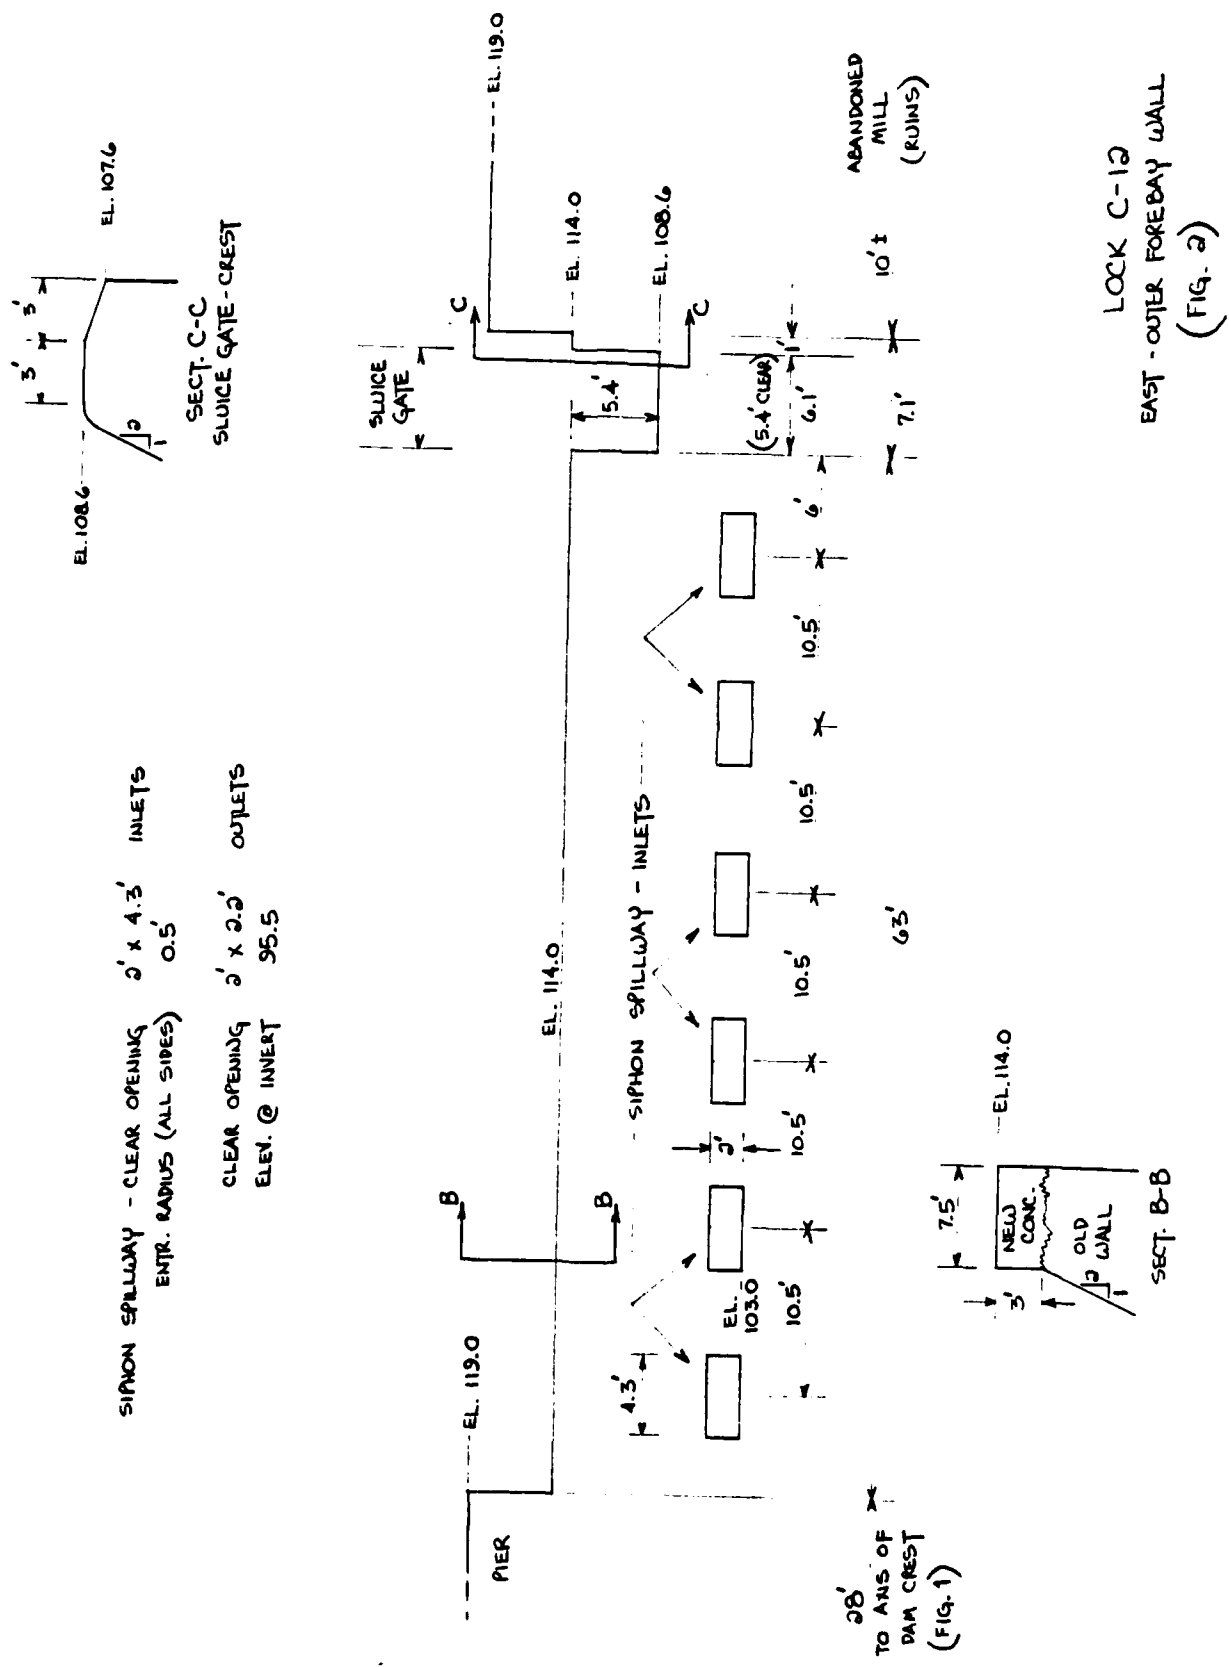 SIPHON SPILLWAY - CLEAR OPENING 2' x 4.3' INLETS
ENTR. RADIUS (ALL SIDES) 0.5'
CLEAR OPENING 2' x 2.2' OUTLETS
ELEV. @ INVERT 95.5
EL. 108.6
3'
3'
EL. 107.6
2
1
SECT. C-C
SLUICE GATE - CREST
PIER
EL. 119.0
B
B
EL. 114.0
SLUICE
GATE
C
C
EL. 119.0
EL. 114.0
EL. 108.6
5.4'
SIPHON SPILLWAY - INLETS
4.3'
EL.
103.0
2'
(5.4' CLEAR)
6.1'
1'
10.5'
10.5'
10.5'
10.5'
10.5'
6'
7.1'
10' ±
28'
TO AXIS OF
DAM CREST
(FIG. 1)
63'
ABANDONED
MILL
(RUINS)
7.5'
EL. 114.0
NEW
CONC.
3'
OLD
WALL
2
1
SECT. B-B
LOCK C-12
EAST - OUTER FOREBAY WALL
(FIG. 2)